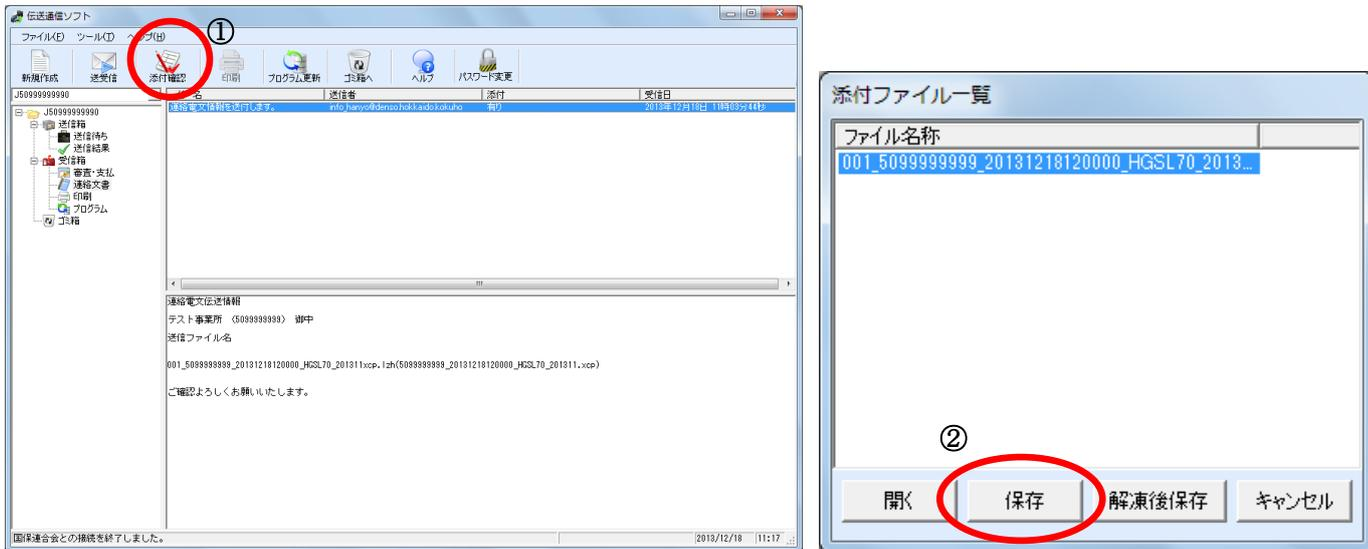 伝送通信ソフト
ファイル(F) ツール(T) ヘルプ(H)
①
新規作成 送受信 添付確認 印刷 プログラム更新 ゴミ箱へ ヘルプ パスワード変更
J50999999990
名 送信者 添付 受信日
連絡電文情報を送付します。 info_hanyo@denso.hokkaido.kokuho 有り 2013年12月18日 11時03分44秒
J50999999990
送信箱
送信待ち
送信結果
受信箱
審査・支払
連絡文書
印刷
プログラム
ゴミ箱
連絡電文伝送情報
テスト事業所 (5099999999) 御中
送信ファイル名
001_5099999999_20131218120000_HGSL70_201311xcp.lzh(5099999999_20131218120000_HGSL70_201311.xcp)
ご確認よろしくお願いいたします。
国保連合会との接続を終了しました。
2013/12/18 11:17
添付ファイル一覧
ファイル名称
001_5099999999_20131218120000_HGSL70_2013...
②
開く 保存 解凍後保存 キャンセル